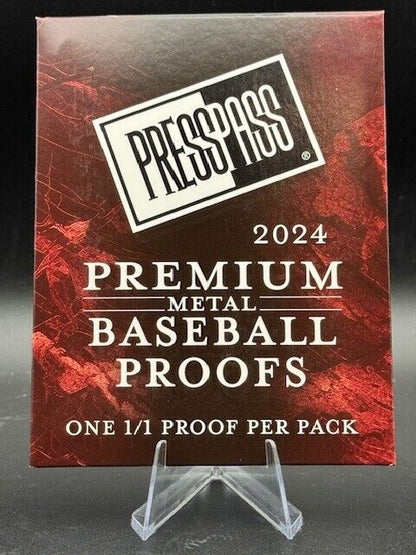 PRESSPASS®
2024
PREMIUM
METAL
BASEBALL
PROOFS
ONE 1/1 PROOF PER PACK